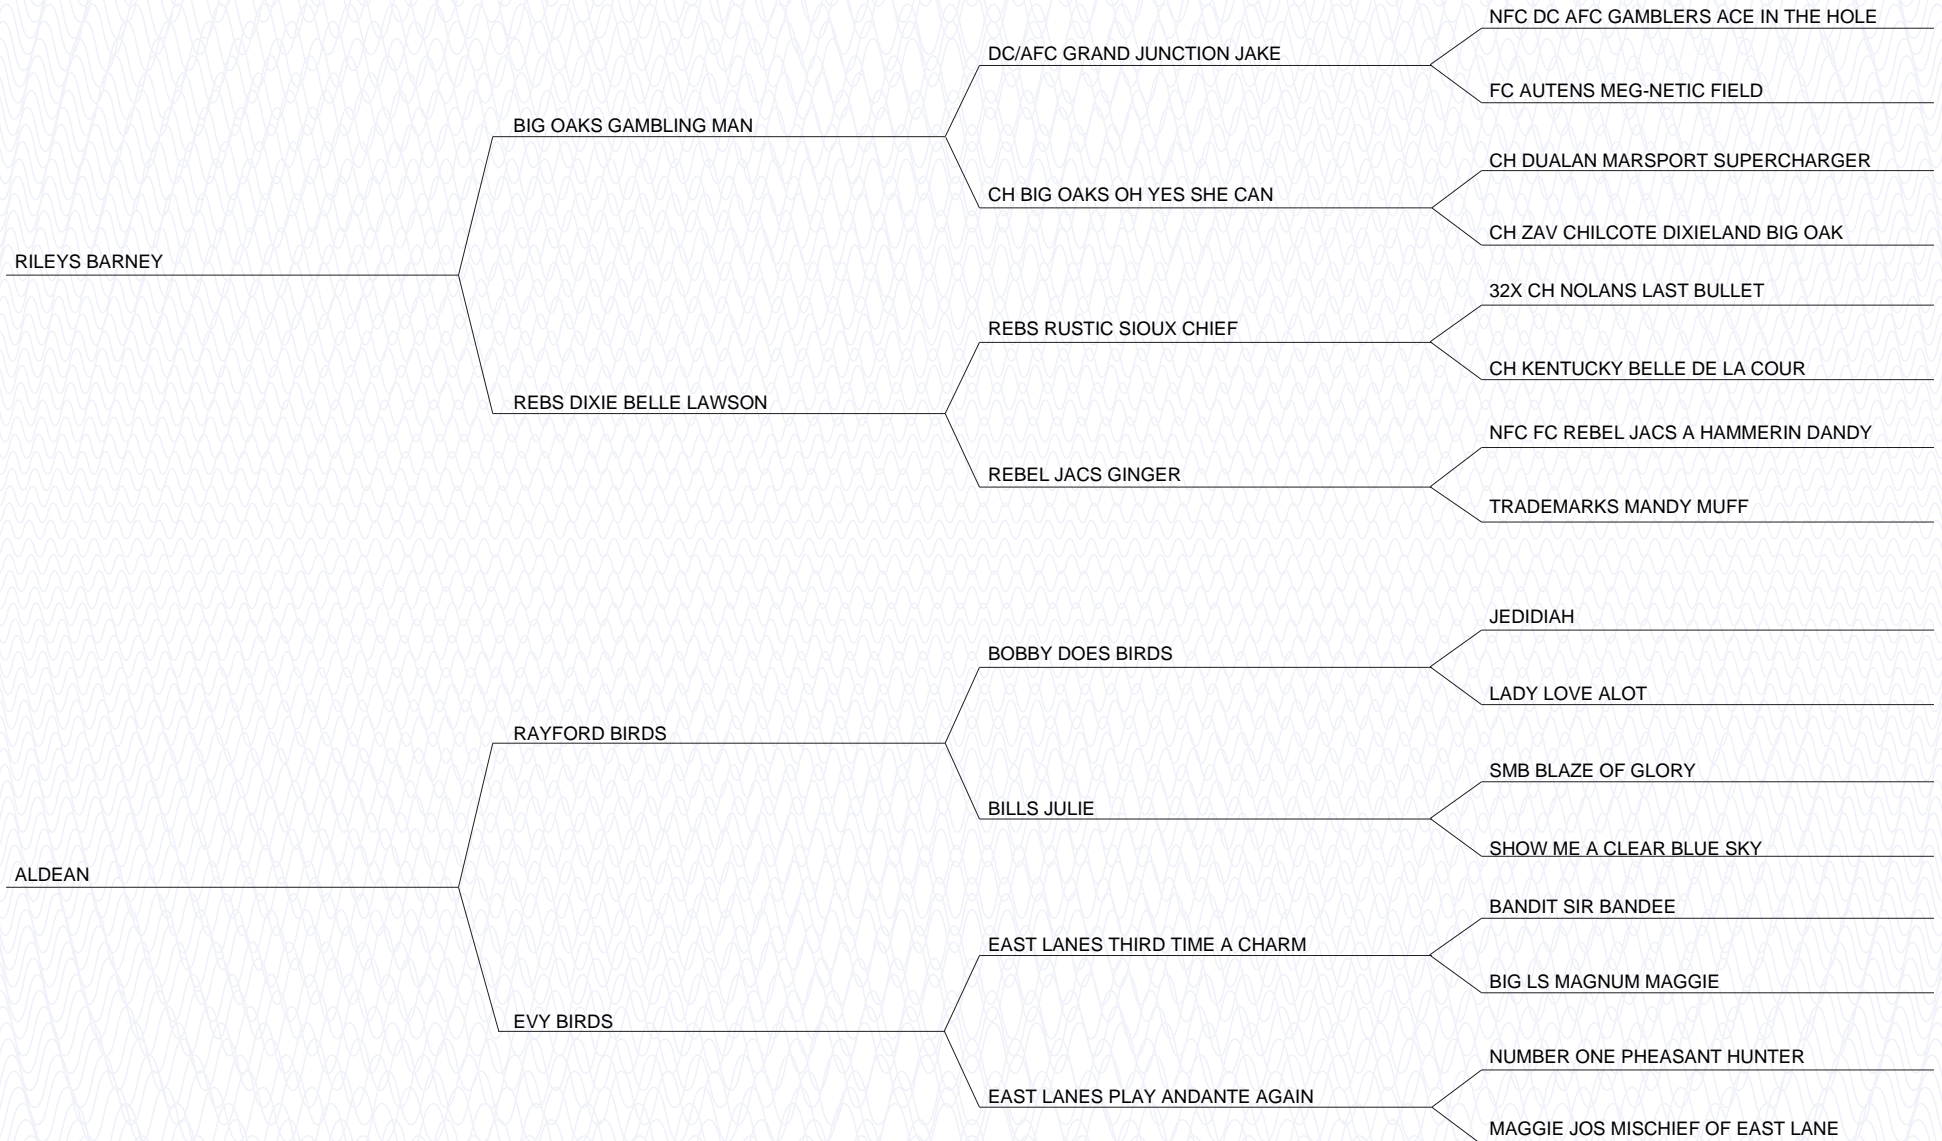 NFC DC AFC GAMBLERS ACE IN THE HOLE
DC/AFC GRAND JUNCTION JAKE
FC AUTENS MEG-NETIC FIELD
BIG OAKS GAMBLING MAN
CH DUALAN MARSPORT SUPERCHARGER
CH BIG OAKS OH YES SHE CAN
CH ZAV CHILCOTE DIXIELAND BIG OAK
RILEYS BARNEY
32X CH NOLANS LAST BULLET
REBS RUSTIC SIOUX CHIEF
CH KENTUCKY BELLE DE LA COUR
REBS DIXIE BELLE LAWSON
NFC FC REBEL JACS A HAMMERIN DANDY
REBEL JACS GINGER
TRADEMARKS MANDY MUFF
JEDIDIAH
BOBBY DOES BIRDS
LADY LOVE ALOT
RAYFORD BIRDS
SMB BLAZE OF GLORY
BILLS JULIE
SHOW ME A CLEAR BLUE SKY
ALDEAN
BANDIT SIR BANDEE
EAST LANES THIRD TIME A CHARM
BIG LS MAGNUM MAGGIE
EVY BIRDS
NUMBER ONE PHEASANT HUNTER
EAST LANES PLAY ANDANTE AGAIN
MAGGIE JOS MISCHIEF OF EAST LANE